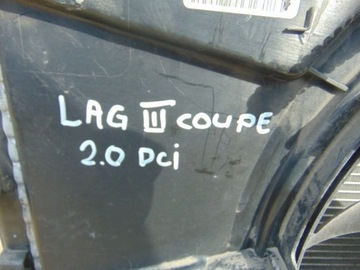 LAG III COUPE
2.0 DCi